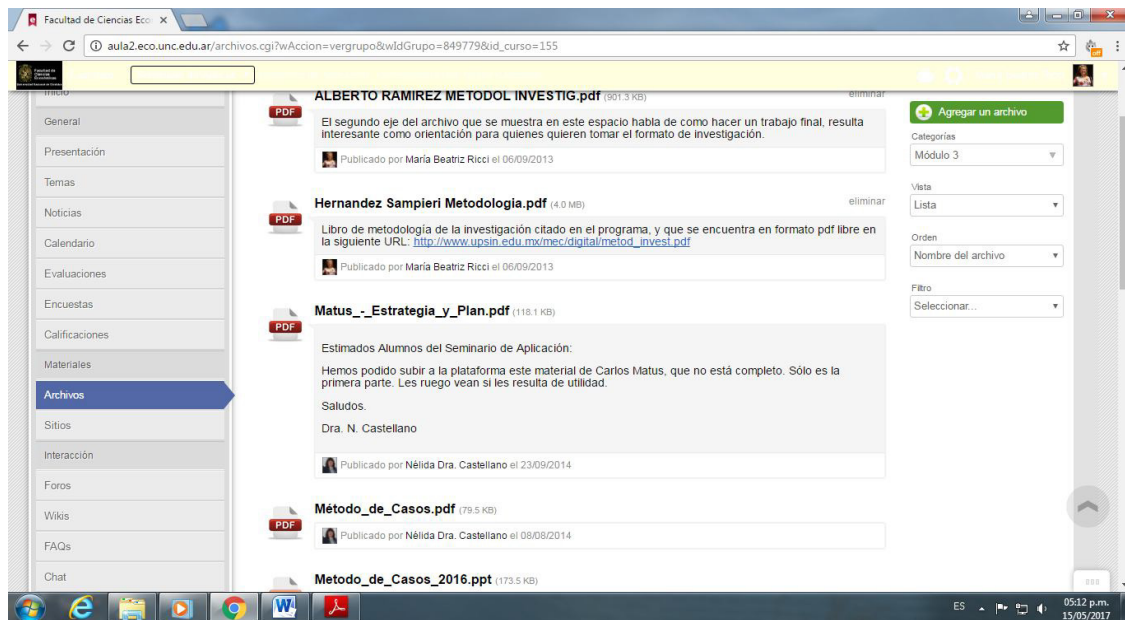 Facultad de Ciencias Eco
aula2.eco.unc.edu.ar/archivos.cgi?wAccion=vergrupo&wIdGrupo=849779&id_curso=155
Inicio
General
Presentación
Temas
Noticias
Calendario
Evaluaciones
Encuestas
Calificaciones
Materiales
Archivos
Sitios
Interacción
Foros
Wikis
FAQs
Chat
ALBERTO RAMIREZ METODOL INVESTIG.pdf (901.3 KB)
eliminar
PDF
El segundo eje del archivo que se muestra en este espacio habla de como hacer un trabajo final, resulta
interesante como orientación para quienes quieren tomar el formato de investigación.
Publicado por María Beatriz Ricci el 06/09/2013
Hernandez Sampieri Metodologia.pdf (4.0 MB)
eliminar
PDF
Libro de metodología de la investigación citado en el programa, y que se encuentra en formato pdf libre en
la siguiente URL: http://www.upsin.edu.mx/mec/digital/metod_invest.pdf
Publicado por María Beatriz Ricci el 06/09/2013
Matus_-_Estrategia_y_Plan.pdf (118.1 KB)
PDF
Estimados Alumnos del Seminario de Aplicación:
Hemos podido subir a la plataforma este material de Carlos Matus, que no está completo. Sólo es la
primera parte. Les ruego vean si les resulta de utilidad.
Saludos.
Dra. N. Castellano
Publicado por Nélida Dra. Castellano el 23/09/2014
Método_de_Casos.pdf (79.5 KB)
PDF
Publicado por Nélida Dra. Castellano el 08/08/2014
Metodo_de_Casos_2016.ppt (173.5 KB)
Agregar un archivo
Categorías
Módulo 3
Vista
Lista
Orden
Nombre del archivo
Filtro
Seleccionar...
ES
05:12 p.m.
15/05/2017